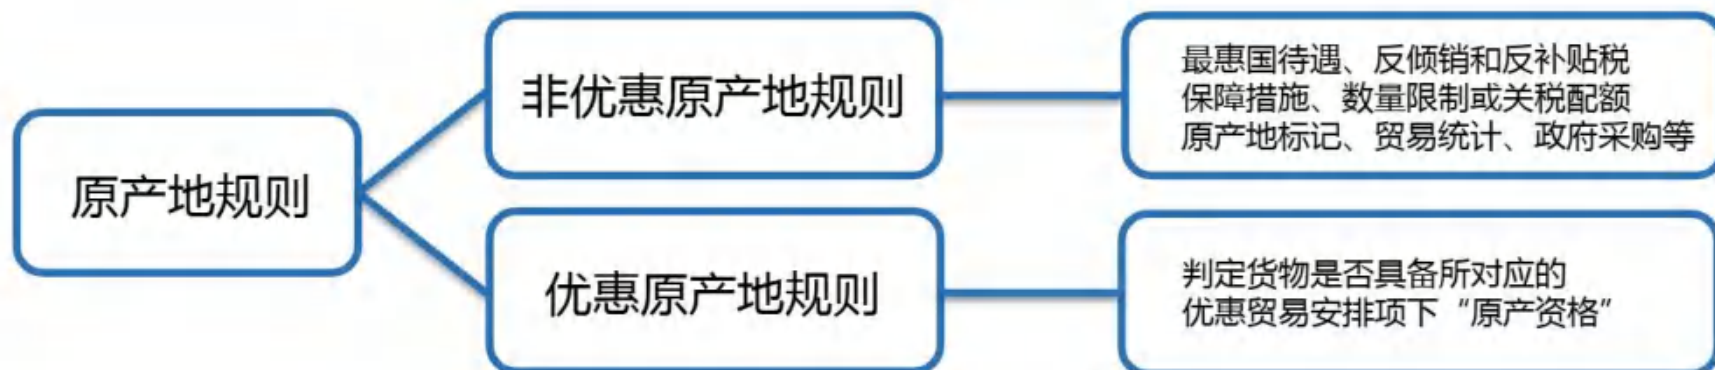 原产地规则
非优惠原产地规则
最惠国待遇、反倾销和反补贴税
保障措施、数量限制或关税配额
原产地标记、贸易统计、政府采购等
优惠原产地规则
判定货物是否具备所对应的
优惠贸易安排项下“原产资格”